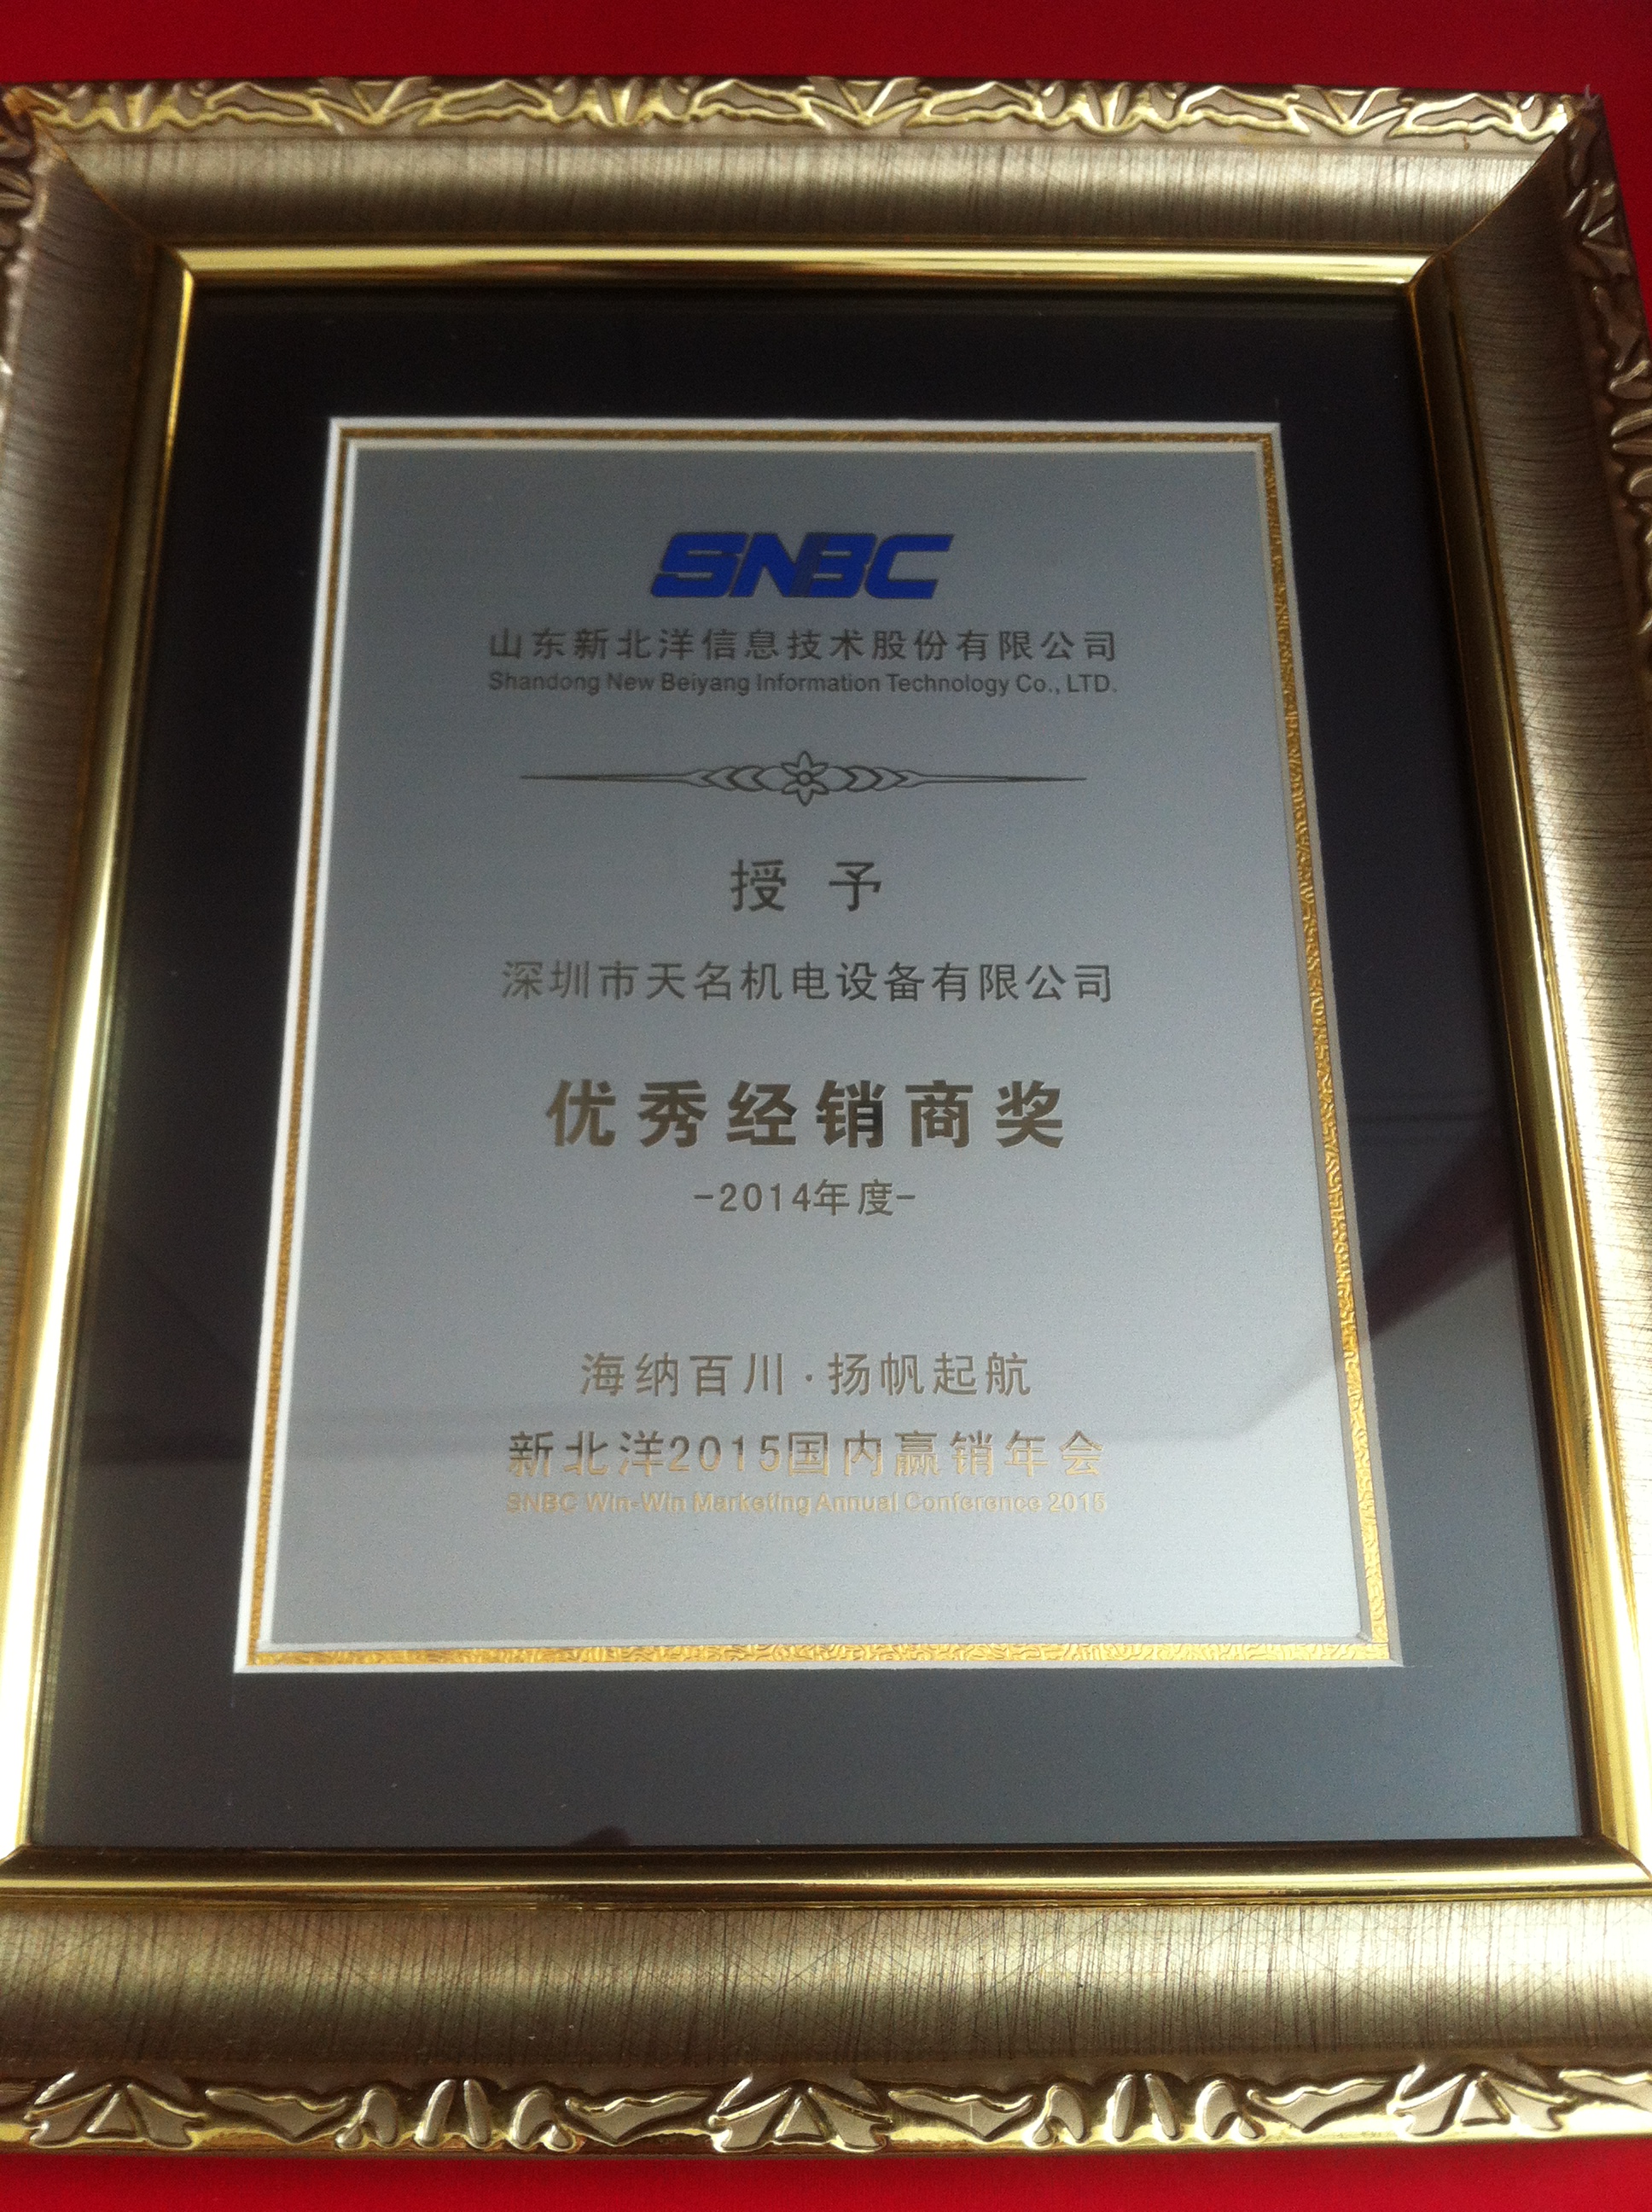 SNBC
山东新北洋信息技术股份有限公司
Shandong New Beiyang Information Technology Co., LTD.
授 予
深圳市天名机电设备有限公司
优秀经销商奖
-2014年度-
海纳百川·扬帆起航
新北洋2015国内赢销年会
SNBC Win-Win Marketing Annual Conference 2015